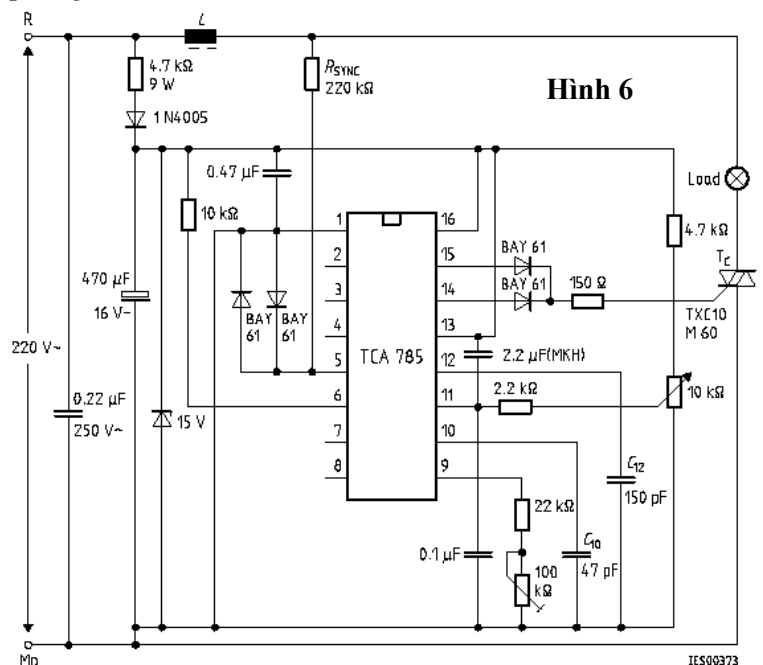 R
L
4.7 kΩ
9 W
RSYNC
220 kΩ
Hình 6
1N4005
0.47 µF
Load
10 kΩ
1
16
4.7 kΩ
2
15
BAY 61
150 Ω
TC
3
14
BAY 61
470 µF
16 V-
BAY
61
BAY
61
4
13
TXC10
M 60
220 V~
5
TCA 785
12
2.2 µF(MKH)
6
11
2.2 kΩ
10 kΩ
0.22 µF
250 V~
15 V
7
10
8
9
C12
150 pF
22 kΩ
C10
47 pF
0.1 µF
100
kΩ
Mp
IES00373